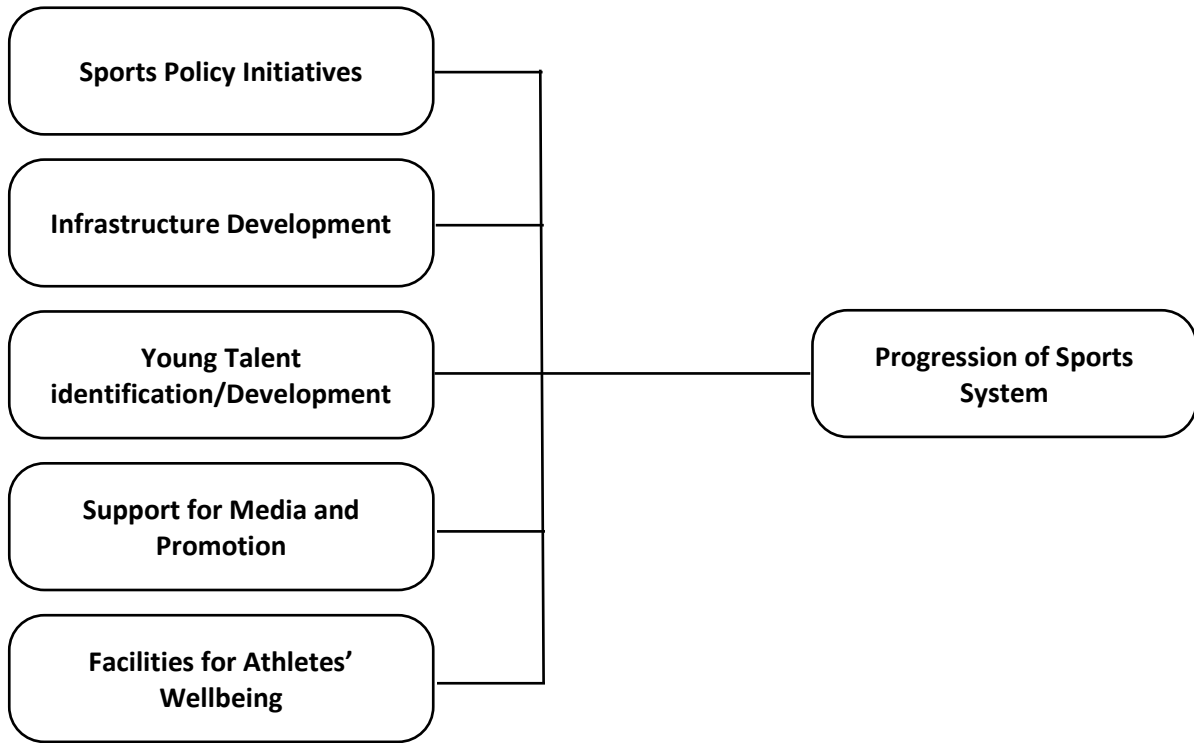 Sports Policy Initiatives
Infrastructure Development
Young Talent
identification/Development
Support for Media and
Promotion
Facilities for Athletes’
Wellbeing
Progression of Sports
System